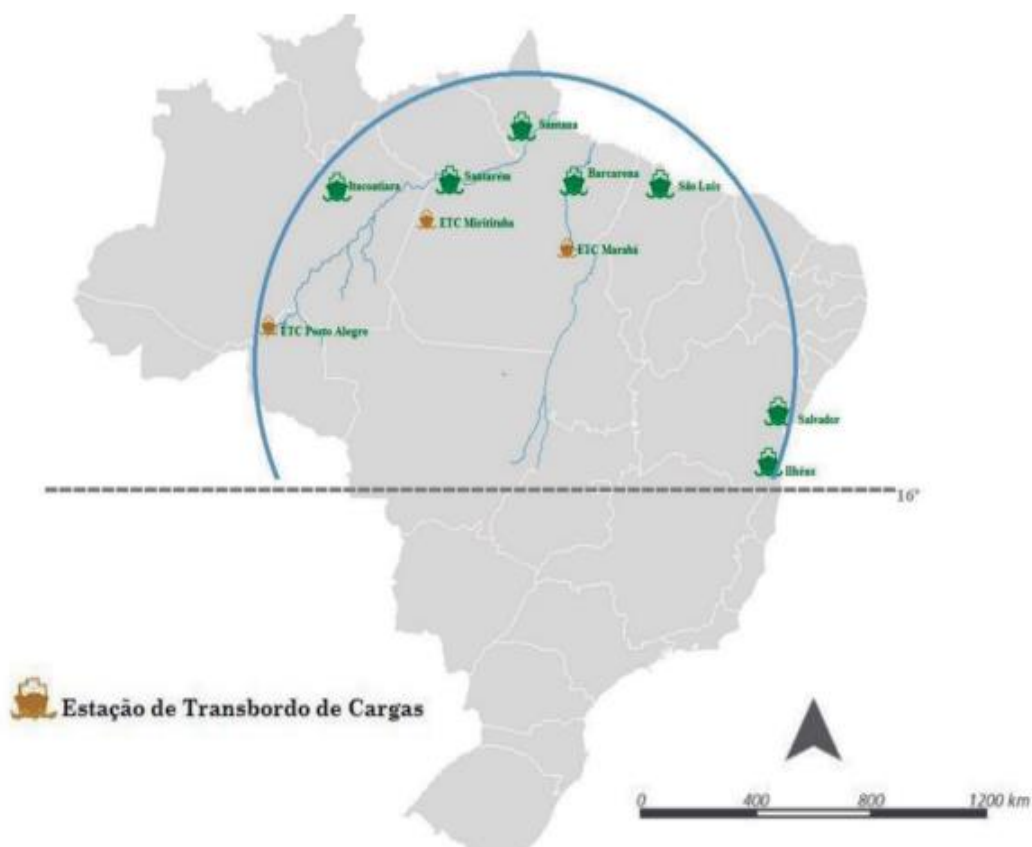 Santana
Itacoatiara
Santarém
Barcarena
São Luís
ETC Miritituba
ETC Marabá
ETC Porto Alegre
Salvador
Ilhéus
16°
Estação de Transbordo de Cargas
0 400 800 1200 km